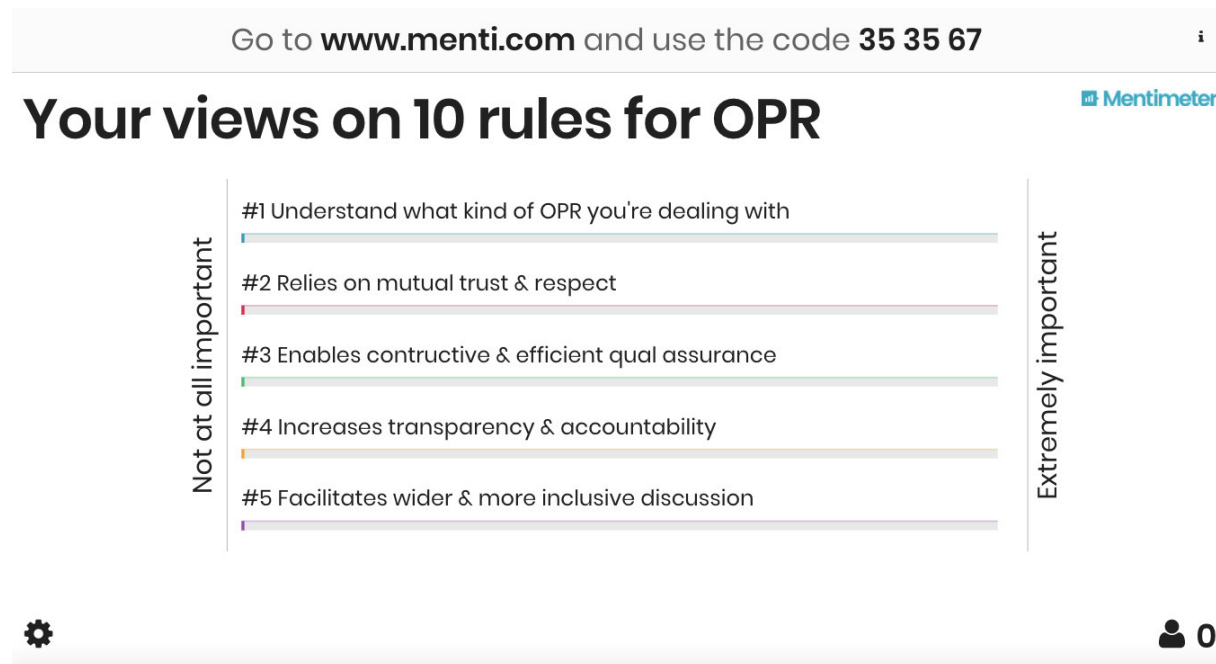 Go to www.menti.com and use the code 35 35 67
i
Mentimeter
Your views on 10 rules for OPR
Not at all important
#1 Understand what kind of OPR you're dealing with
#2 Relies on mutual trust & respect
#3 Enables contructive & efficient qual assurance
#4 Increases transparency & accountability
#5 Facilitates wider & more inclusive discussion
Extremely important
0